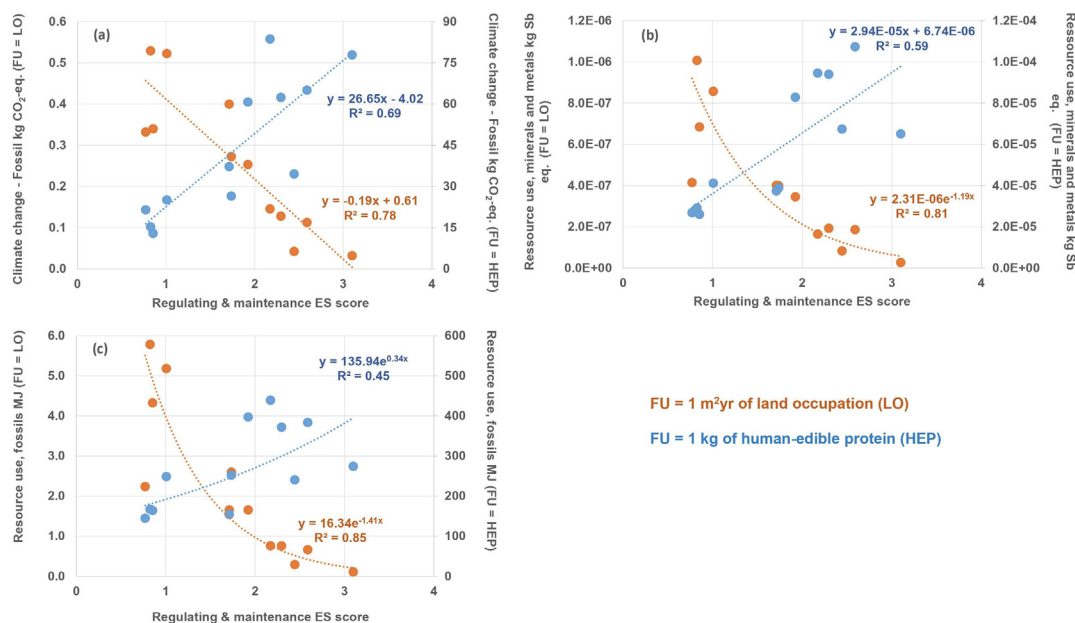 Climate change - Fossil kg CO2-eq. (FU = LO)
0.6
0.5
0.4
0.3
0.2
0.1
0.0
(a)
y = 26.65x - 4.02
R² = 0.69
y = -0.19x + 0.61
R² = 0.78
90
75
60
45
30
15
0
Climate change - Fossil kg CO2-eq. (FU = HEP)
0 1 2 3 4
Regulating & maintenance ES score
Ressource use, minerals and metals kg Sb
eq. (FU = LO)
1.2E-06
1.0E-06
8.0E-07
6.0E-07
4.0E-07
2.0E-07
0.0E+00
(b)
y = 2.94E-05x + 6.74E-06
R² = 0.59
y = 2.31E-06e-1.19x
R² = 0.81
1.2E-04
1.0E-04
8.0E-05
6.0E-05
4.0E-05
2.0E-05
0.0E+00
Ressource use, minerals and metals kg Sb
eq. (FU = HEP)
0 1 2 3 4
Regulating & maintenance ES score
Resource use, fossils MJ (FU = LO)
6.0
5.0
4.0
3.0
2.0
1.0
0.0
(c)
y = 135.94e0.34x
R² = 0.45
y = 16.34e-1.41x
R² = 0.85
600
500
400
300
200
100
0
Resource use, fossils MJ (FU = HEP)
0 1 2 3 4
Regulating & maintenance ES score
FU = 1 m²yr of land occupation (LO)
FU = 1 kg of human-edible protein (HEP)